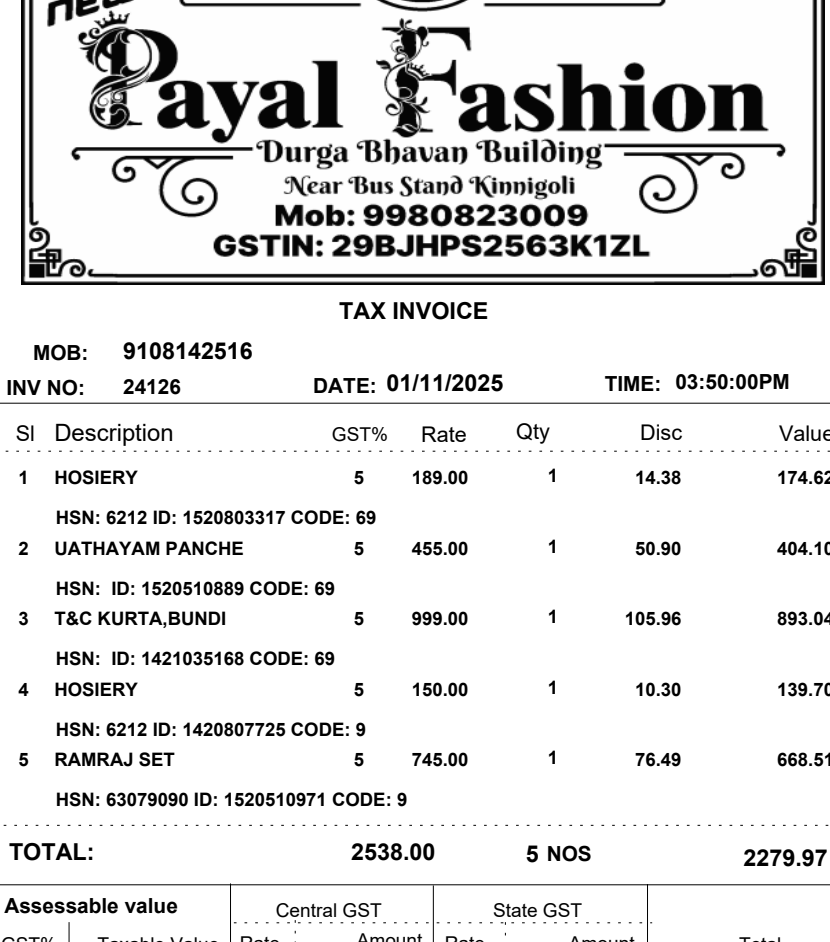 new
Payal Fashion
Durga Bhavan Building
Near Bus Stand Kinnigoli
Mob: 9980823009
GSTIN: 29BJHPS2563K1ZL
TAX INVOICE
MOB: 9108142516
INV NO: 24126 DATE: 01/11/2025 TIME: 03:50:00PM
Sl Description GST% Rate Qty Disc Value
1 HOSIERY 5 189.00 1 14.38 174.62
HSN: 6212 ID: 1520803317 CODE: 69
2 UATHAYAM PANCHE 5 455.00 1 50.90 404.10
HSN: ID: 1520510889 CODE: 69
3 T&C KURTA,BUNDI 5 999.00 1 105.96 893.04
HSN: ID: 1421035168 CODE: 69
4 HOSIERY 5 150.00 1 10.30 139.70
HSN: 6212 ID: 1420807725 CODE: 9
5 RAMRAJ SET 5 745.00 1 76.49 668.51
HSN: 63079090 ID: 1520510971 CODE: 9
TOTAL: 2538.00 5 NOS 2279.97
Assessable value Central GST State GST
GST% Taxable Value Rate Amount Rate Amount Total